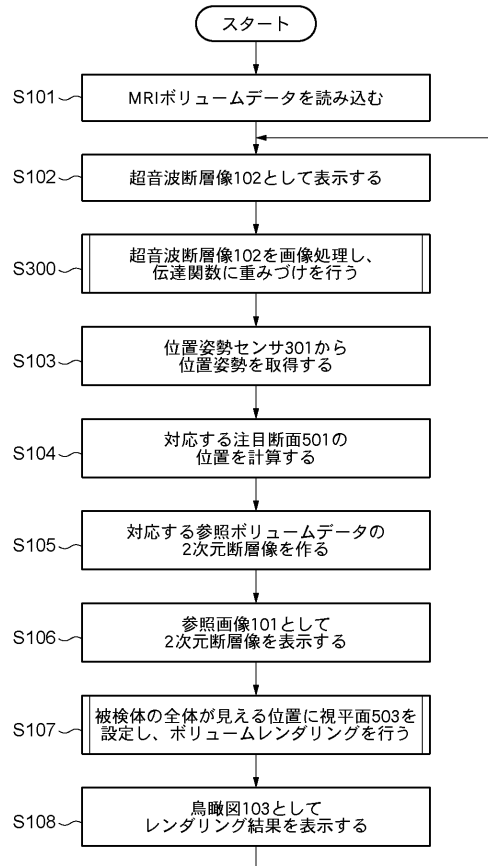 スタート
S101
MRIボリュームデータを読み込む
S102
超音波断層像102として表示する
S300
超音波断層像102を画像処理し、
伝達関数に重みづけを行う
S103
位置姿勢センサ301から
位置姿勢を取得する
S104
対応する注目断面501の
位置を計算する
S105
対応する参照ボリュームデータの
2次元断層像を作る
S106
参照画像101として
2次元断層像を表示する
S107
被検体の全体が見える位置に視平面503を
設定し、ボリュームレンダリングを行う
S108
鳥瞰図103として
レンダリング結果を表示する